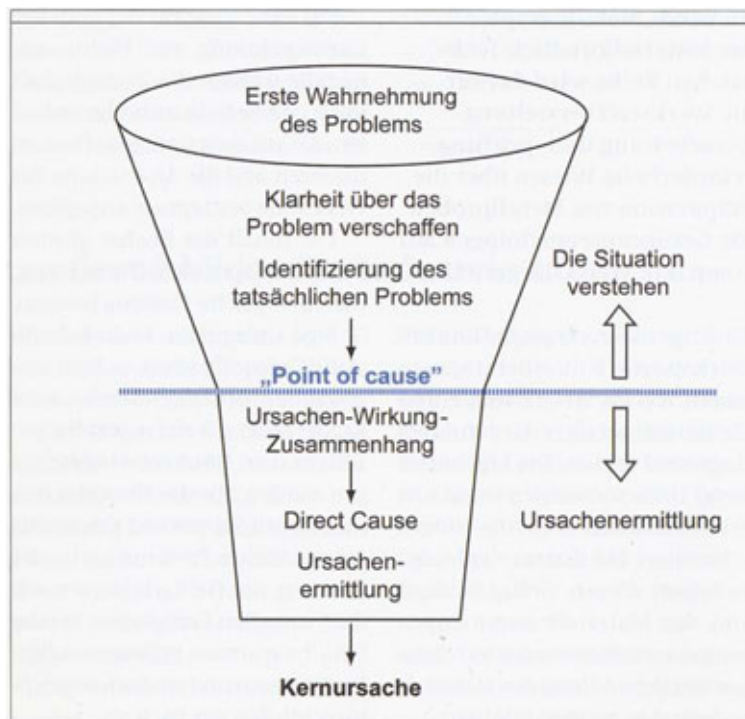 Erste Wahrnehmung
des Problems
Klarheit über das
Problem verschaffen
Identifizierung des
tatsächlichen Problems
Die Situation
verstehen
„Point of cause”
Ursachen-Wirkung-
Zusammenhang
Direct Cause
Ursachenermittlung
Ursachen-
ermittlung
Kernursache